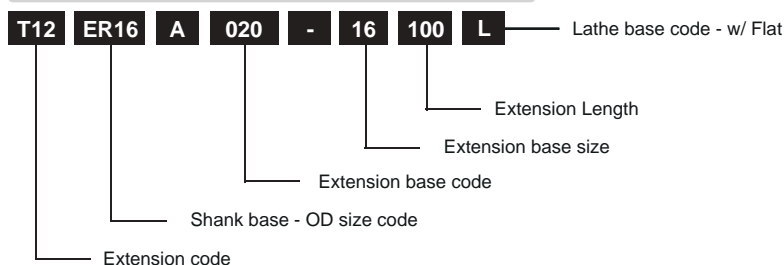 T12 ER16 A 020 - 16 100 L Lathe base code - w/ Flat
Extension Length
Extension base size
Extension base code
Shank base - OD size code
Extension code